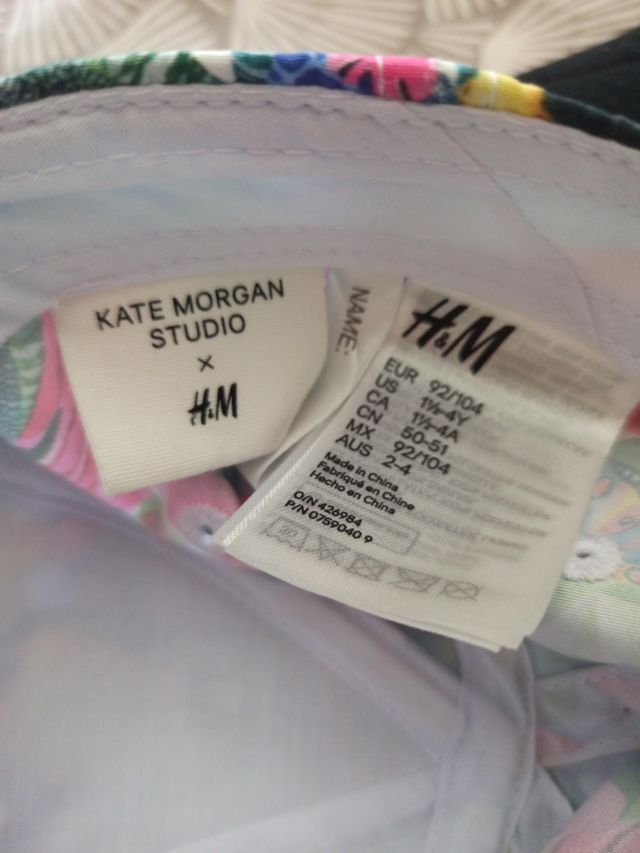 KATE MORGAN
STUDIO
×
H&M
NAME:
H&M
EUR 92/104
US 1½-4Y
CA 1½-4A
CN 50-51
MX 92/104
AUS 2-4
Made in China
Fabriqué en Chine
Hecho en China
O/N 426984
P/N 0759040 9